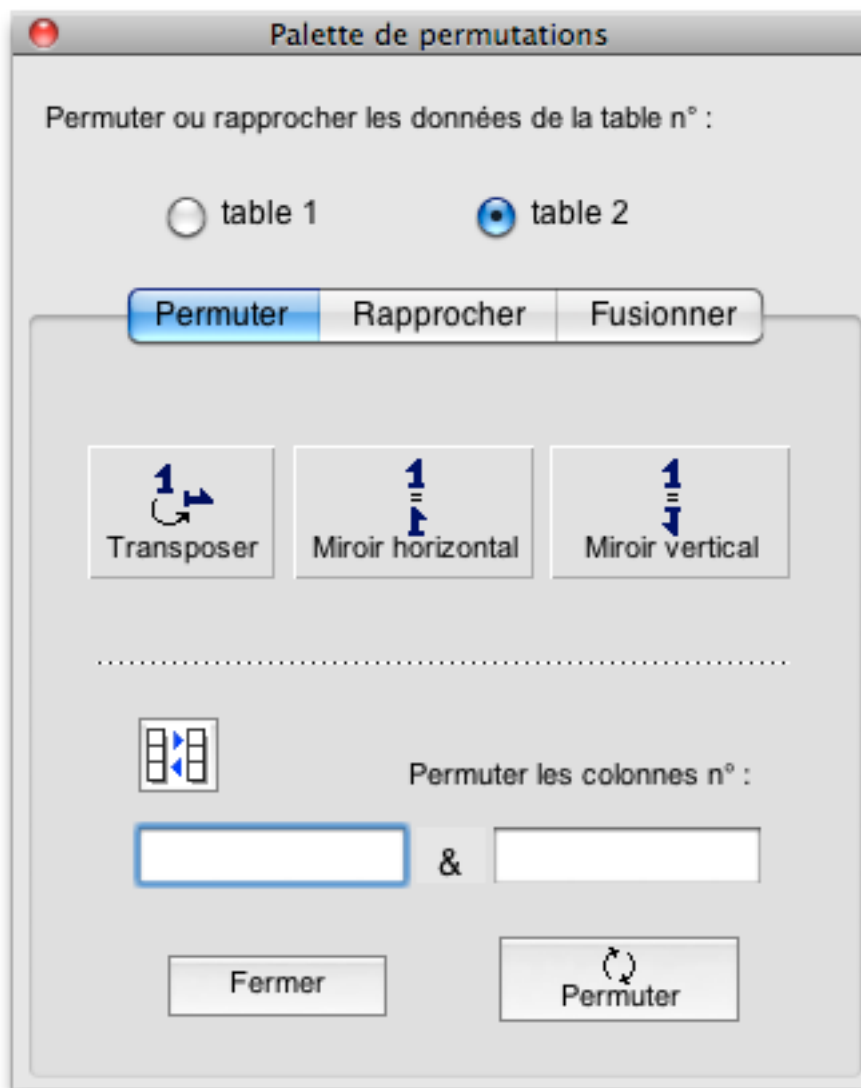 Palette de permutations
Permuter ou rapprocher les données de la table n° :
table 1 table 2
Permuter Rapprocher Fusionner
Transposer Miroir horizontal Miroir vertical
Permuter les colonnes n° :
&
Fermer Permuter